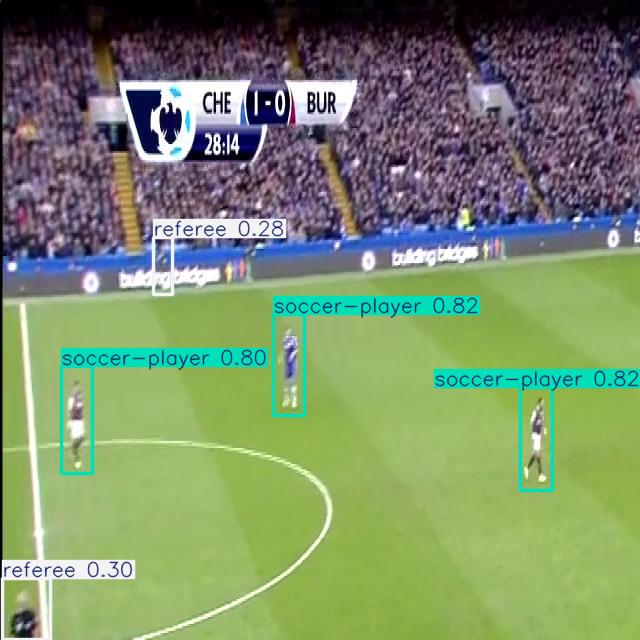 CHE 1-0 BUR
28:14
referee 0.28
building bridges
building bridges
soccer-player 0.82
soccer-player 0.80
soccer-player 0.82
referee 0.30